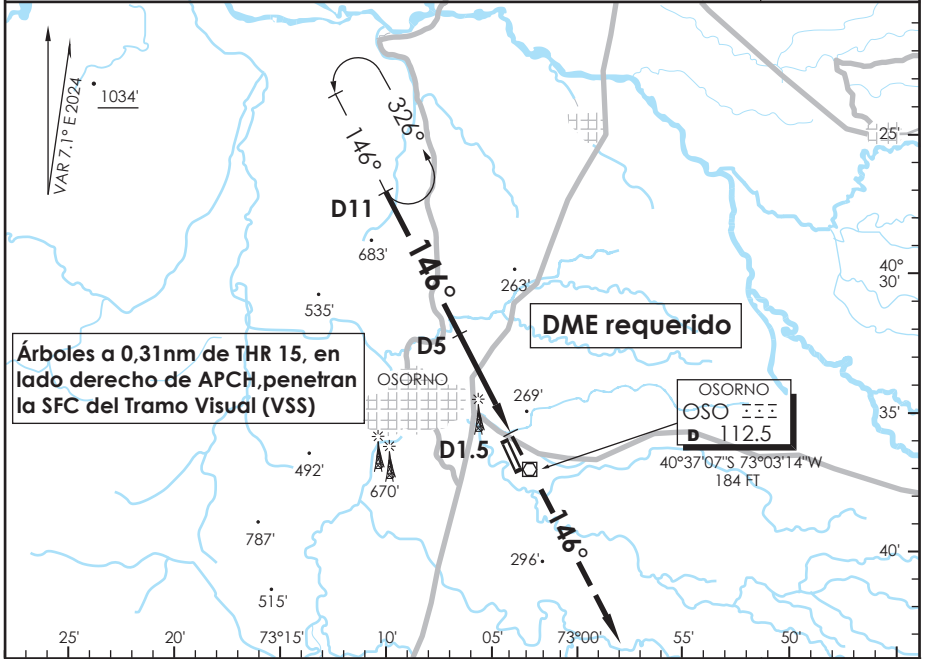 VAR 7.1° E 2024
1034'
326°
146°
25'
D11
683'
146°
40°
30'
263'
535'
DME requerido
D5
Árboles a 0,31nm de THR 15, en
lado derecho de APCH,penetran
la SFC del Tramo Visual (VSS)
OSORNO
OSORNO
OSO
D 112.5
269'
35'
D1.5
40°37'07"S 73°03'14"W
184 FT
492'
670'
787'
146°
296'
40'
515'
25'
20'
73°15'
10'
05'
73°00'
55'
50'